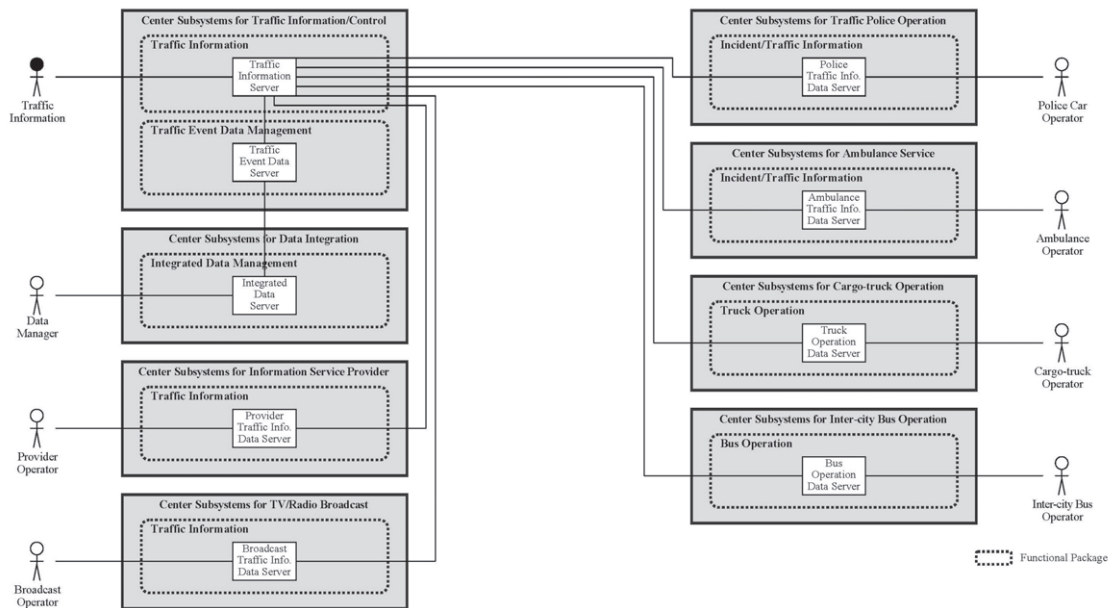 Center Subsystems for Traffic Information/Control
Traffic Information
Traffic
Information
Server
Traffic
Information
Traffic Event Data Management
Traffic
Event Data
Server
Center Subsystems for Data Integration
Integrated Data Management
Integrated
Data
Server
Data
Manager
Center Subsystems for Information Service Provider
Traffic Information
Provider
Traffic Info.
Data Server
Provider
Operator
Center Subsystems for TV/Radio Broadcast
Traffic Information
Broadcast
Traffic Info.
Data Server
Broadcast
Operator
Center Subsystems for Traffic Police Operation
Incident/Traffic Information
Police
Traffic Info.
Data Server
Police Car
Operator
Center Subsystems for Ambulance Service
Incident/Traffic Information
Ambulance
Traffic Info.
Data Server
Ambulance
Operator
Center Subsystems for Cargo-truck Operation
Truck Operation
Truck
Operation
Data Server
Cargo-truck
Operator
Center Subsystems for Inter-city Bus Operation
Bus Operation
Bus
Operation
Data Server
Inter-city Bus
Operator
Functional Package